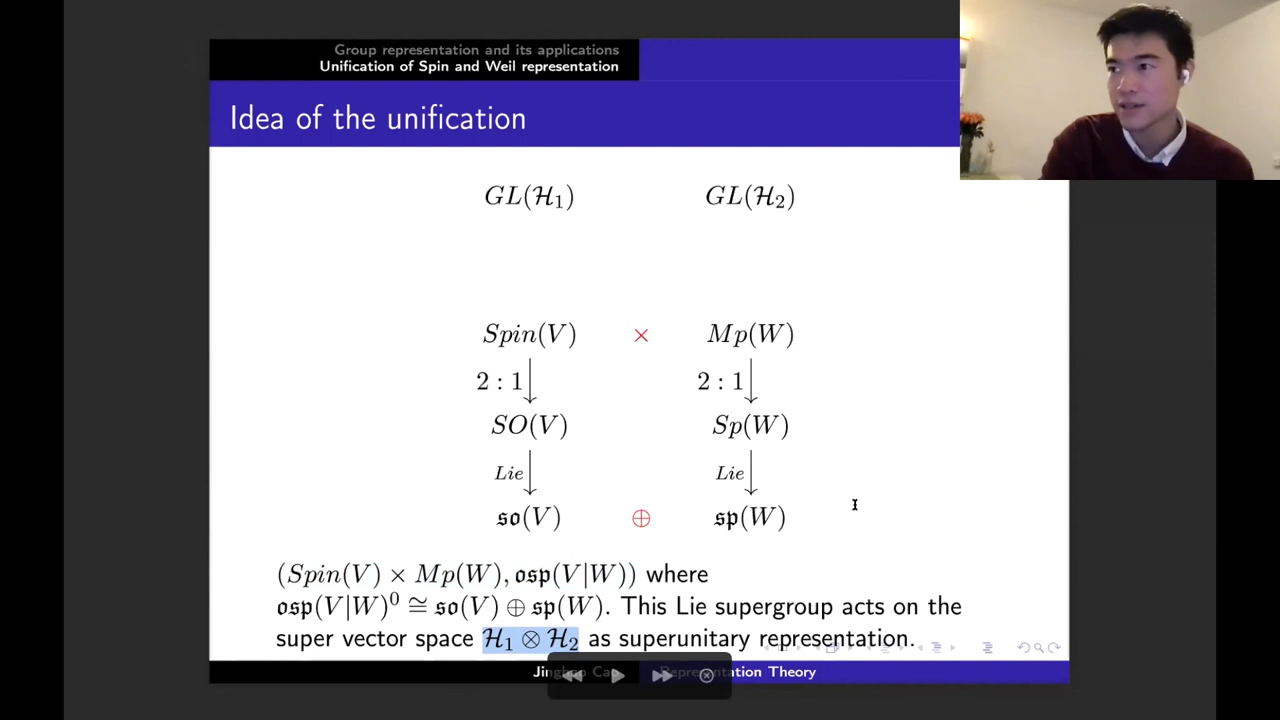 Group representation and its applications
Unification of Spin and Weil representation
Idea of the unification
GL(ℋ₁) GL(ℋ₂)
Spin(V) × Mp(W)
2 : 1 2 : 1
SO(V) Sp(W)
Lie Lie
𝔰𝔬(V) ⊕ 𝔰𝔭(W)
(Spin(V) × Mp(W), 𝔬𝔰𝔭(V|W)) where
𝔬𝔰𝔭(V|W)⁰ ≅ 𝔰𝔬(V) ⊕ 𝔰𝔭(W). This Lie supergroup acts on the
super vector space ℋ₁ ⊗ ℋ₂ as superunitary representation.
Representation Theory